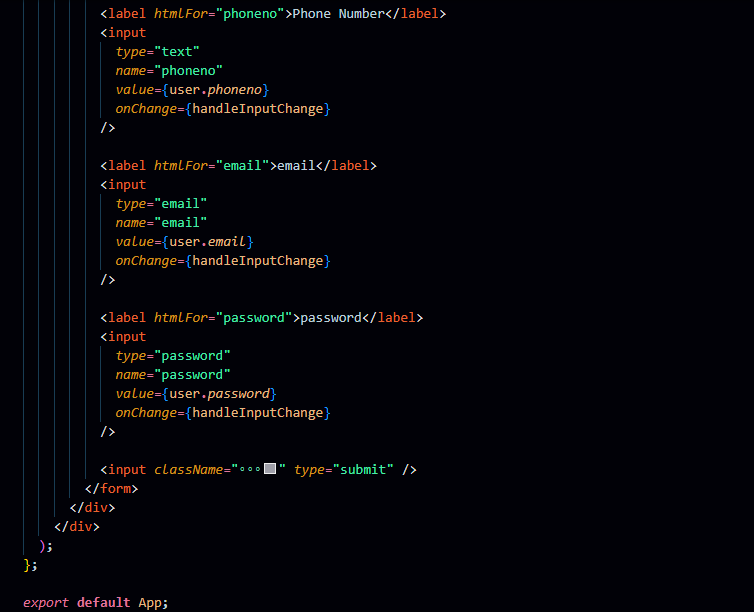 <label htmlFor="phoneno">Phone Number</label>
<input
type="text"
name="phoneno"
value={user.phoneno}
onChange={handleInputChange}
/>
<label htmlFor="email">email</label>
<input
type="email"
name="email"
value={user.email}
onChange={handleInputChange}
/>
<label htmlFor="password">password</label>
<input
type="password"
name="password"
value={user.password}
onChange={handleInputChange}
/>
<input className="∘∘∘" type="submit" />
</form>
</div>
</div>
);
};
export default App;